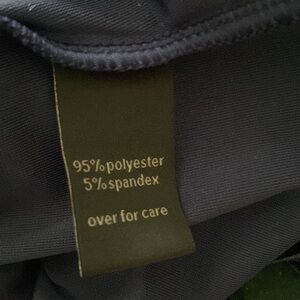 95% polyester
5% spandex
over for care